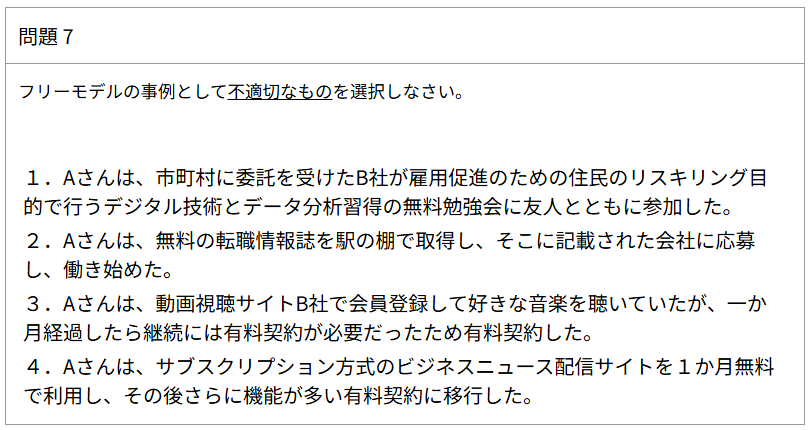 問題７
フリーモデルの事例として不適切なものを選択しなさい。
１．Aさんは、市町村に委託を受けたB社が雇用促進のための住民のリスキリング目
的で行うデジタル技術とデータ分析習得の無料勉強会に友人とともに参加した。
２．Aさんは、無料の転職情報誌を駅の棚で取得し、そこに記載された会社に応募
し、働き始めた。
３．Aさんは、動画視聴サイトB社で会員登録して好きな音楽を聴いていたが、一か
月経過したら継続には有料契約が必要だったため有料契約した。
４．Aさんは、サブスクリプション方式のビジネスニュース配信サイトを１か月無料
で利用し、その後さらに機能が多い有料契約に移行した。